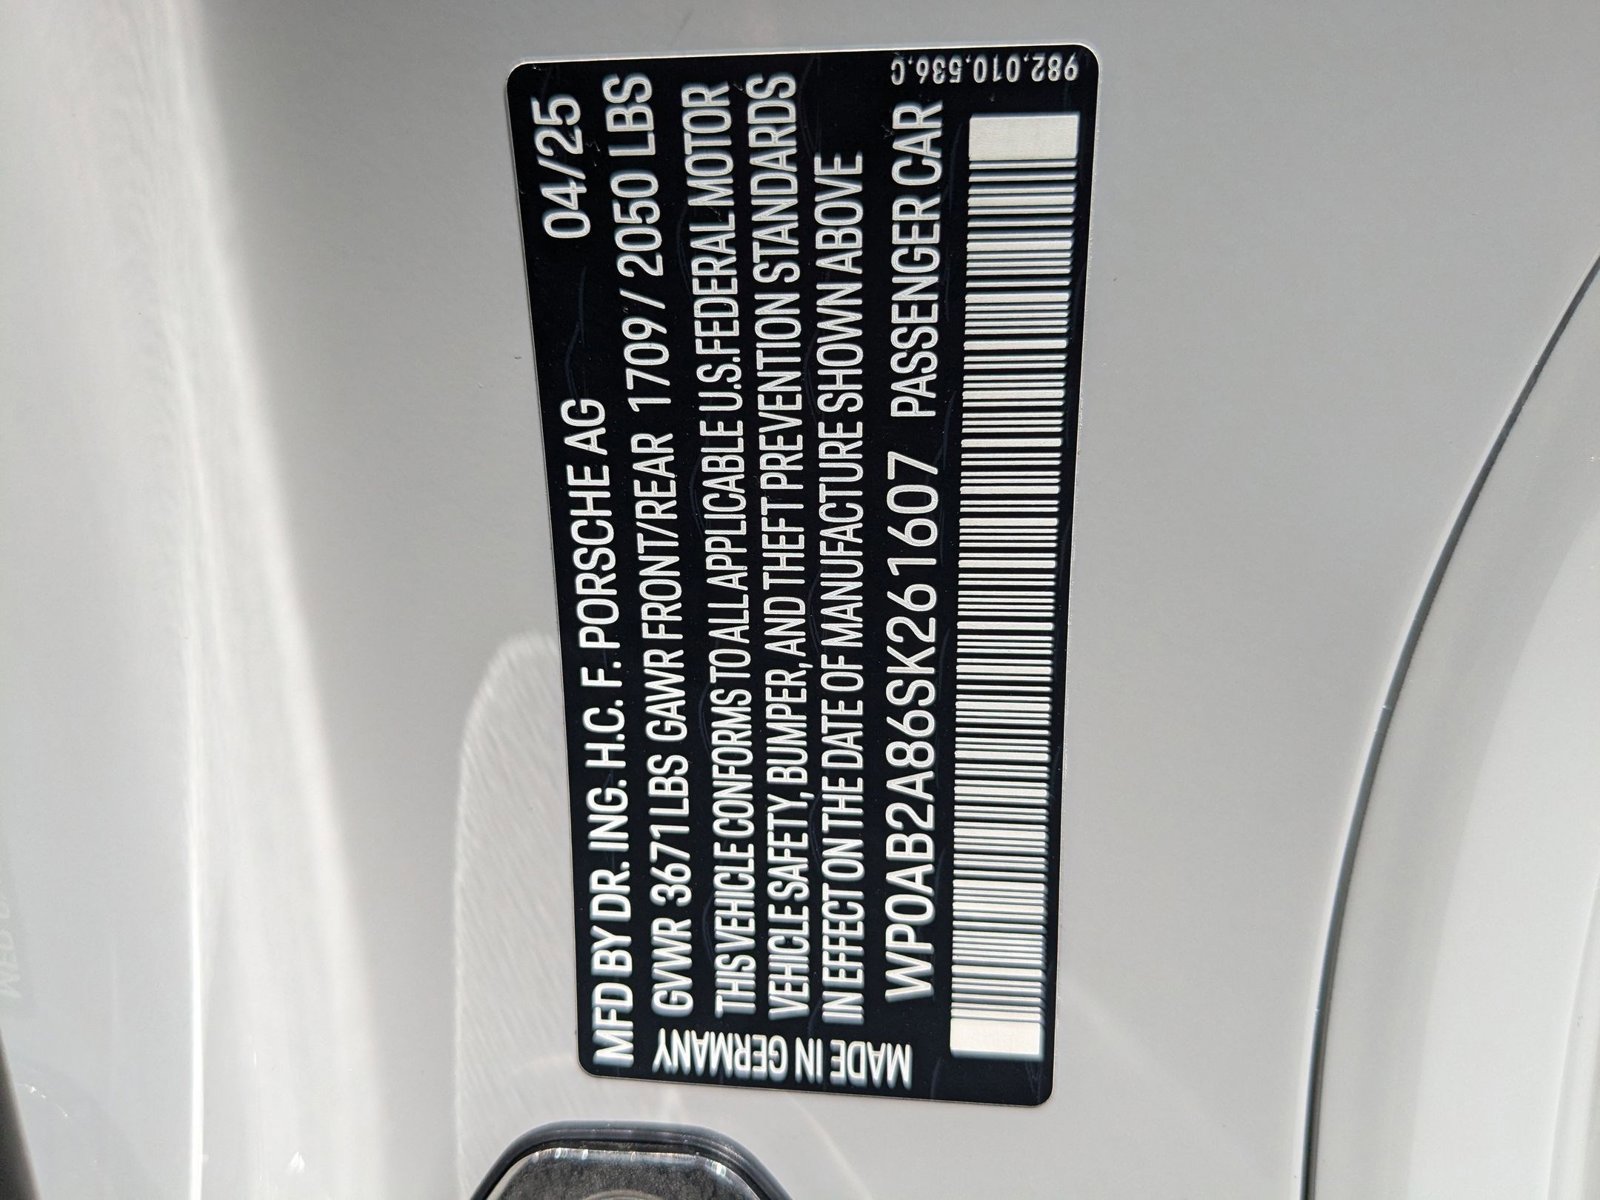 MFD BY DR. ING. H.C. F. PORSCHE AG 04/25
GVWR 3671LBS GAWR FRONT/REAR 1709/2050 LBS
THIS VEHICLE CONFORMS TO ALL APPLICABLE U.S.FEDERAL MOTOR
VEHICLE SAFETY, BUMPER, AND THEFT PREVENTION STANDARDS
IN EFFECT ON THE DATE OF MANUFACTURE SHOWN ABOVE
WP0AB2A86SK261607 PASSENGER CAR
MADE IN GERMANY
982.010.536.C